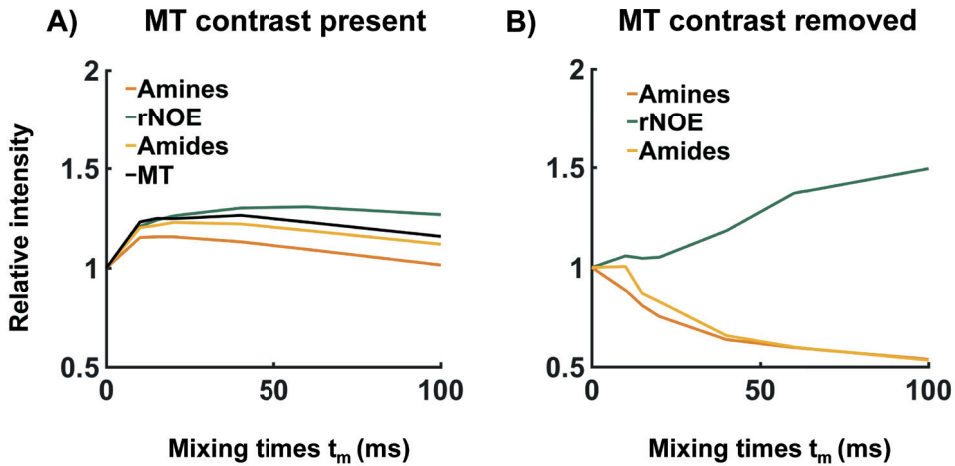 A) MT contrast present
2
1.5
1
0.5
Relative intensity
Amines
rNOE
Amides
MT
0 50 100
Mixing times tm (ms)
B) MT contrast removed
2
1.5
1
0.5
Amines
rNOE
Amides
0 50 100
Mixing times tm (ms)